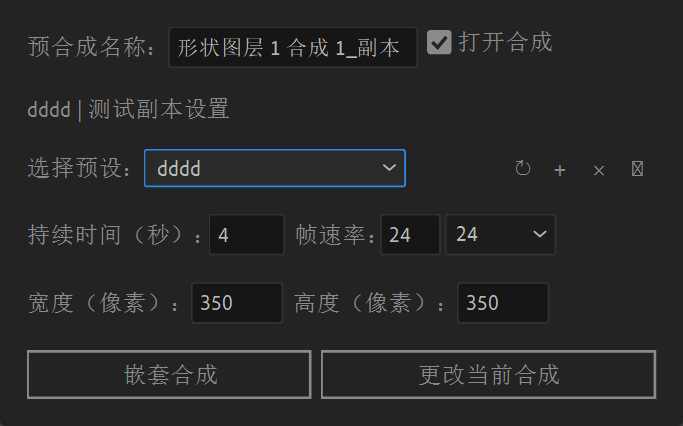 预合成名称： 形状图层 1 合成 1_副本 打开合成
dddd | 测试副本设置
选择预设： dddd ↻ + ×
持续时间（秒）: 4 帧速率: 24 24
宽度（像素）: 350 高度（像素）: 350
嵌套合成 更改当前合成